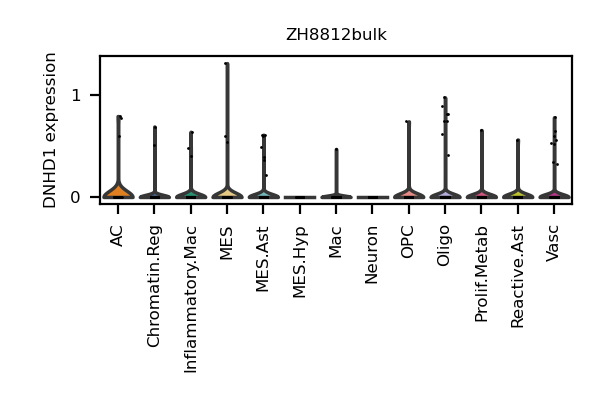 ZH8812bulk
DNHD1 expression
1
0
AC
Chromatin.Reg
Inflammatory.Mac
MES
MES.Ast
MES.Hyp
Mac
Neuron
OPC
Oligo
Prolif.Metab
Reactive.Ast
Vasc